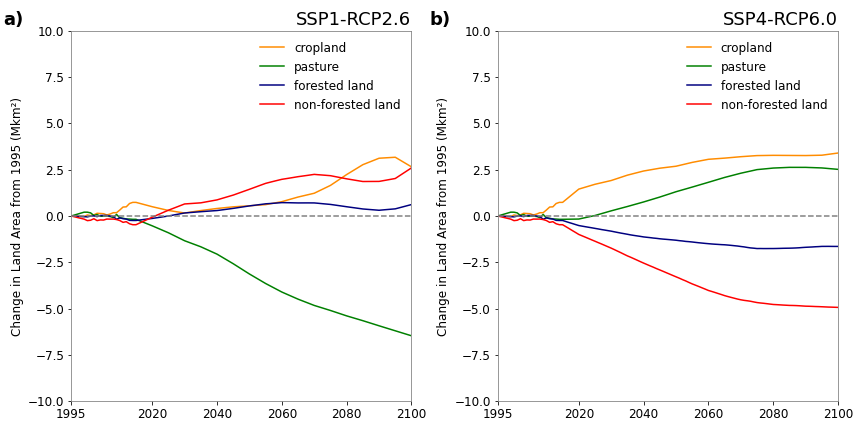 a)
SSP1-RCP2.6
Change in Land Area from 1995 (Mkm²)
10.0
7.5
5.0
2.5
0.0
−2.5
−5.0
−7.5
−10.0
cropland
pasture
forested land
non-forested land
1995 2020 2040 2060 2080 2100
b)
SSP4-RCP6.0
Change in Land Area from 1995 (Mkm²)
10.0
7.5
5.0
2.5
0.0
−2.5
−5.0
−7.5
−10.0
cropland
pasture
forested land
non-forested land
1995 2020 2040 2060 2080 2100